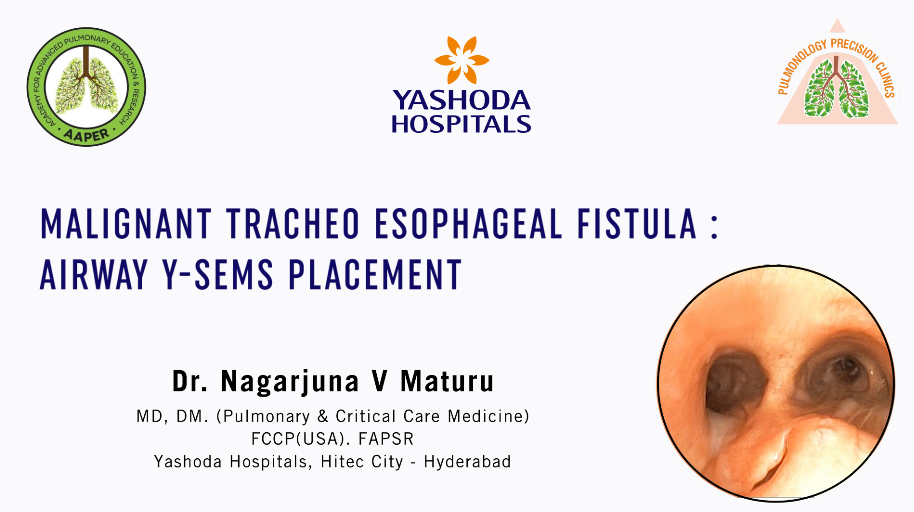 ACADEMY FOR ADVANCED PULMONARY EDUCATION & RESEARCH
AAPER
YASHODA
HOSPITALS
PULMONOLOGY PRECISION CLINICS
MALIGNANT TRACHEO ESOPHAGEAL FISTULA :
AIRWAY Y-SEMS PLACEMENT
Dr. Nagarjuna V Maturu
MD, DM. (Pulmonary & Critical Care Medicine)
FCCP(USA). FAPSR
Yashoda Hospitals, Hitec City - Hyderabad